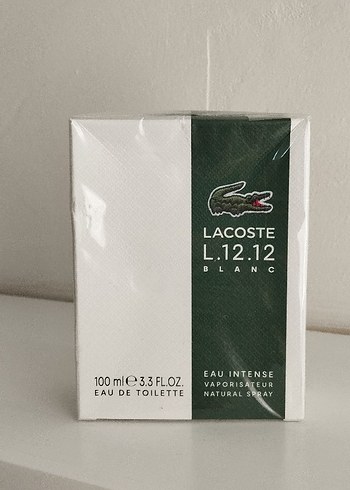 LACOSTE
L.12.12
BLANC
100 ml ℮ 3.3 FL.OZ.
EAU DE TOILETTE
EAU INTENSE
VAPORISATEUR
NATURAL SPRAY